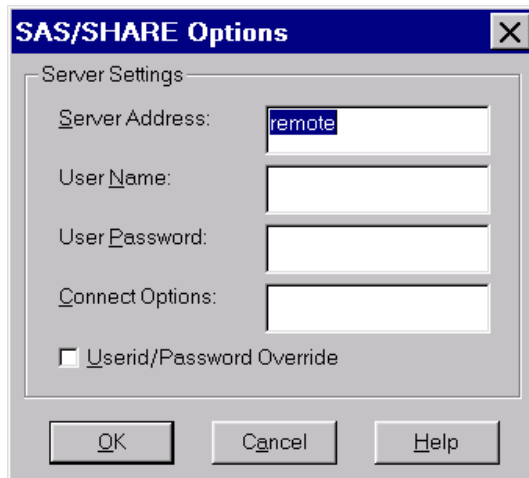 SAS/SHARE Options
Server Settings
Server Address: remote
User Name:
User Password:
Connect Options:
Userid/Password Override
OK Cancel Help